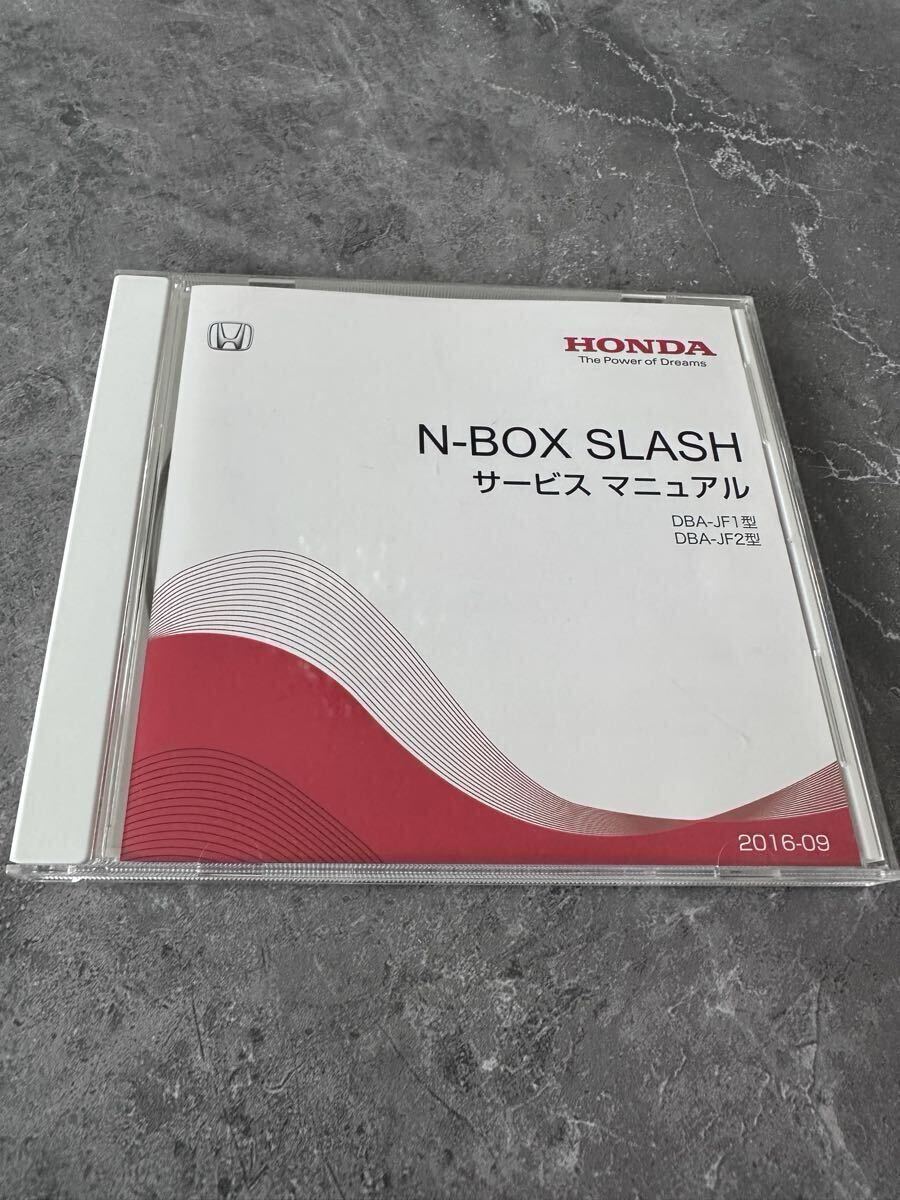 HONDA
The Power of Dreams
N-BOX SLASH
サービス マニュアル
DBA-JF1型
DBA-JF2型
2016-09